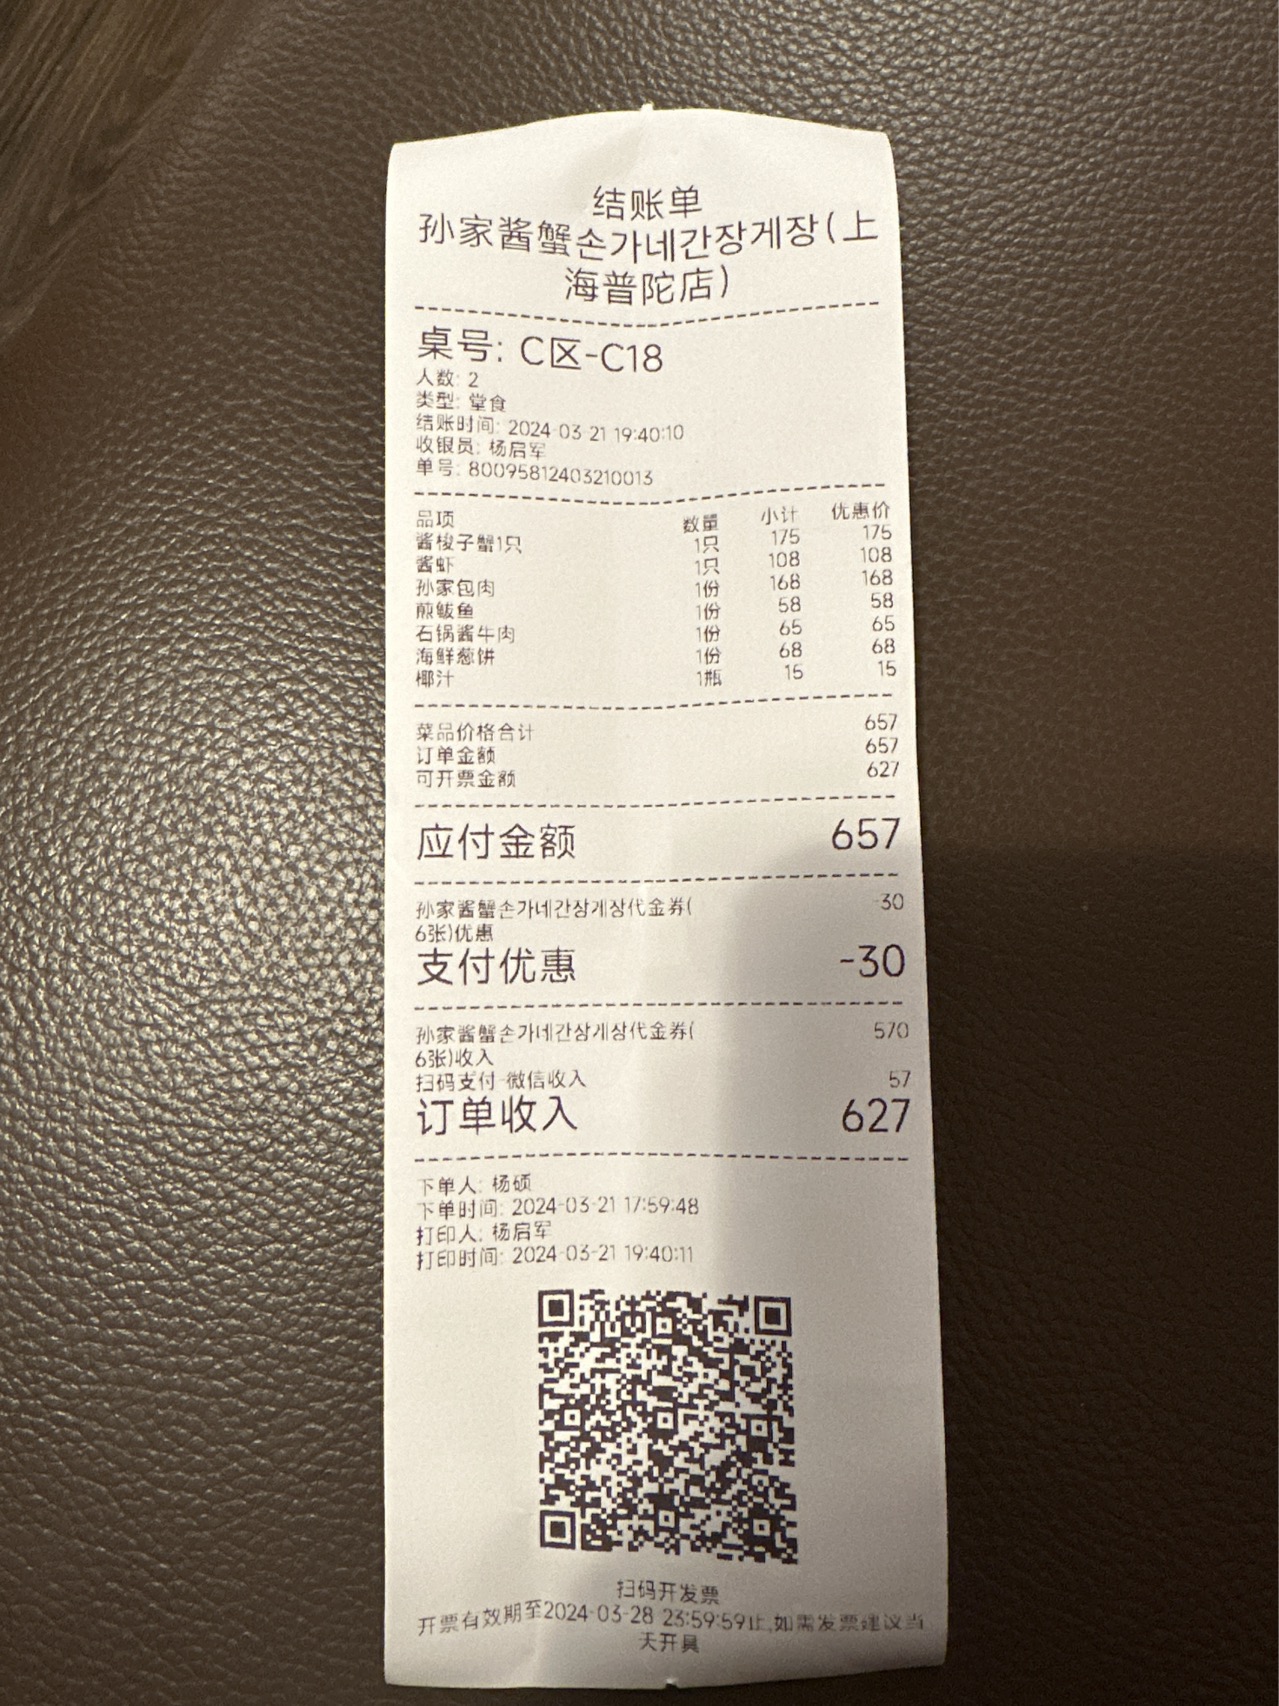 结账单
孙家酱蟹손가네간장게장(上
海普陀店)
桌号: C区-C18
人数: 2
类型: 堂食
结账时间: 2024-03-21 19:40:10
收银员: 杨启军
单号: 80095812403210013
品项 数量 小计 优惠价
酱梭子蟹1只 1只 175 175
酱虾 1只 108 108
孙家包肉 1份 168 168
煎鲅鱼 1份 58 58
石锅酱牛肉 1份 65 65
海鲜葱饼 1份 68 68
椰汁 1瓶 15 15
菜品价格合计 657
订单金额 657
可开票金额 627
应付金额 657
孙家酱蟹손가네간장게장代金券( -30
6张)优惠
支付优惠 -30
孙家酱蟹손가네간장게장代金券( 570
6张)收入
扫码支付-微信收入 57
订单收入 627
下单人: 杨硕
下单时间: 2024-03-21 17:59:48
打印人: 杨启军
打印时间: 2024-03-21 19:40:11
扫码开发票
开票有效期至2024-03-28 23:59:59止,如需发票建议当
天开具